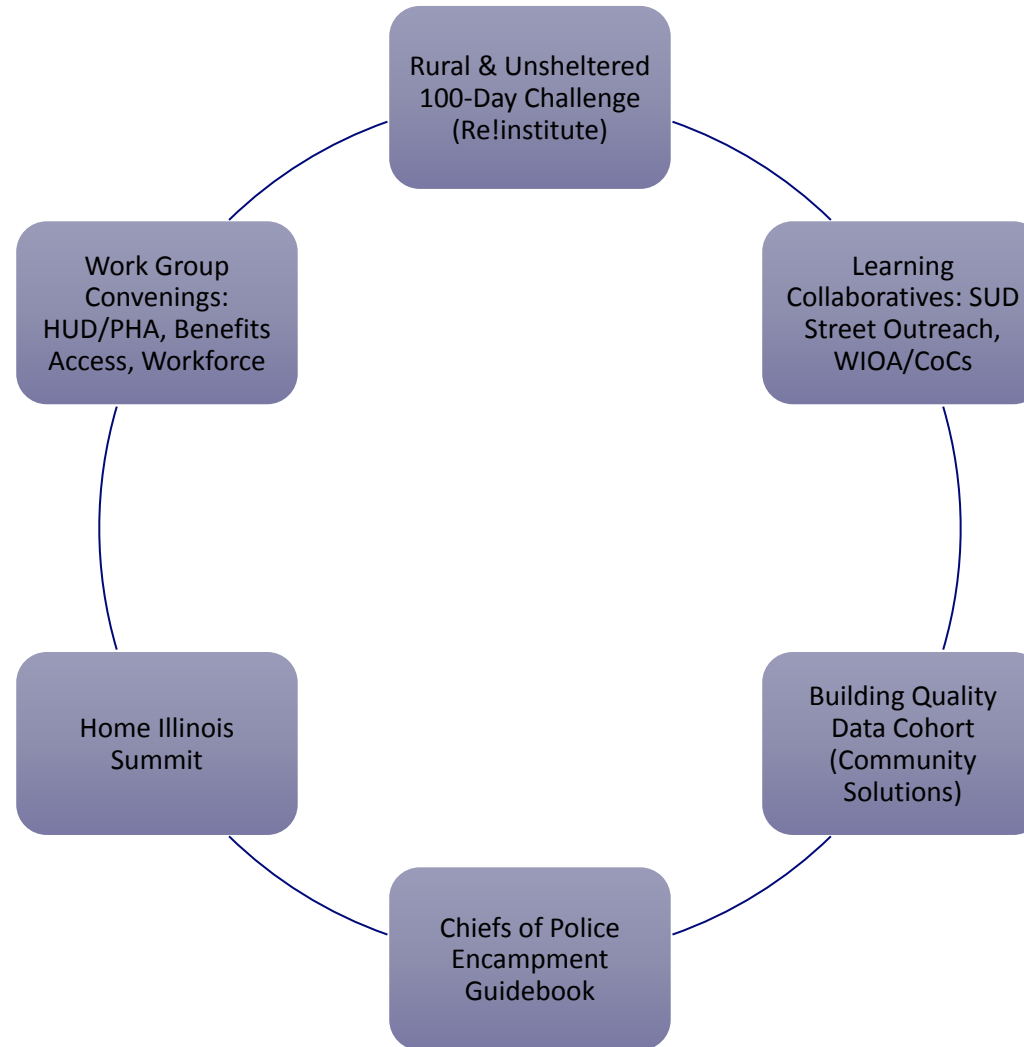 Rural & Unsheltered
100-Day Challenge
(Re!institute)
Learning
Collaboratives: SUD
Street Outreach,
WIOA/CoCs
Building Quality
Data Cohort
(Community
Solutions)
Chiefs of Police
Encampment
Guidebook
Home Illinois
Summit
Work Group
Convenings:
HUD/PHA, Benefits
Access, Workforce